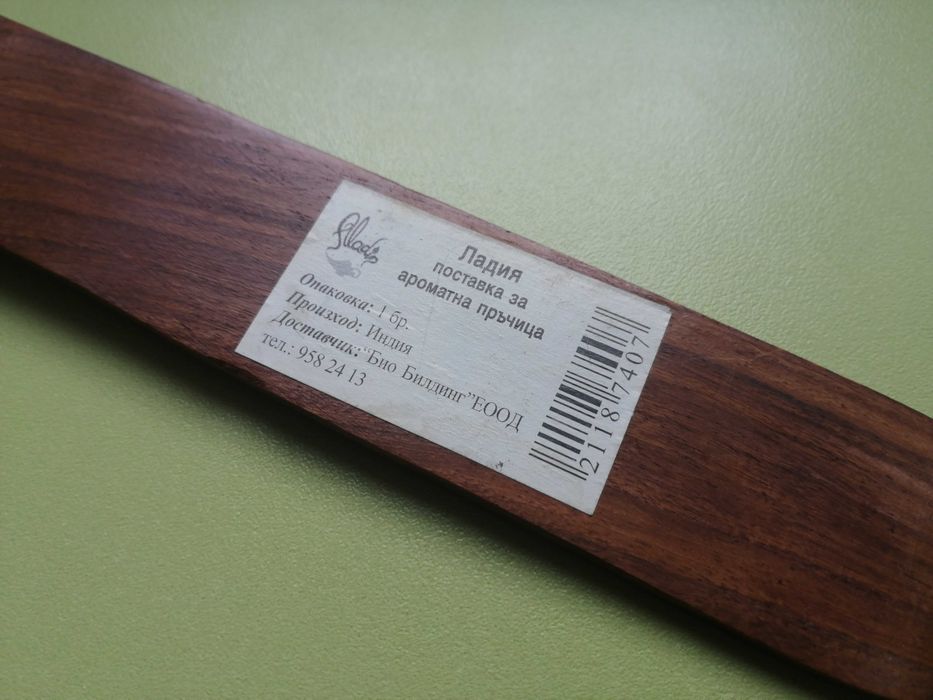 Ладия
поставка за
ароматна пръчица
Опаковка: 1 бр.
Произход: Индия
Доставчик:“Био Билдинг”ЕООД
тел.: 958 24 13
2118 7407